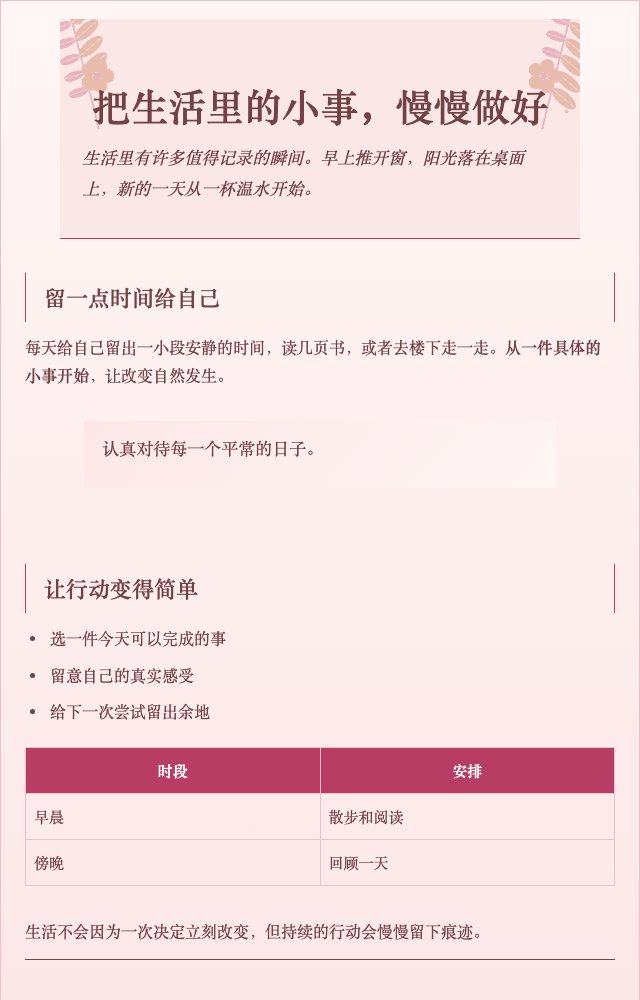 把生活里的小事，慢慢做好
生活里有许多值得记录的瞬间。早上推开窗，阳光落在桌面
上，新的一天从一杯温水开始。
留一点时间给自己
每天给自己留出一小段安静的时间，读几页书，或者去楼下走一走。从一件具体的
小事开始，让改变自然发生。
认真对待每一个平常的日子。
让行动变得简单
• 选一件今天可以完成的事
• 留意自己的真实感受
• 给下一次尝试留出余地
时段 安排
早晨 散步和阅读
傍晚 回顾一天
生活不会因为一次决定立刻改变，但持续的行动会慢慢留下痕迹。